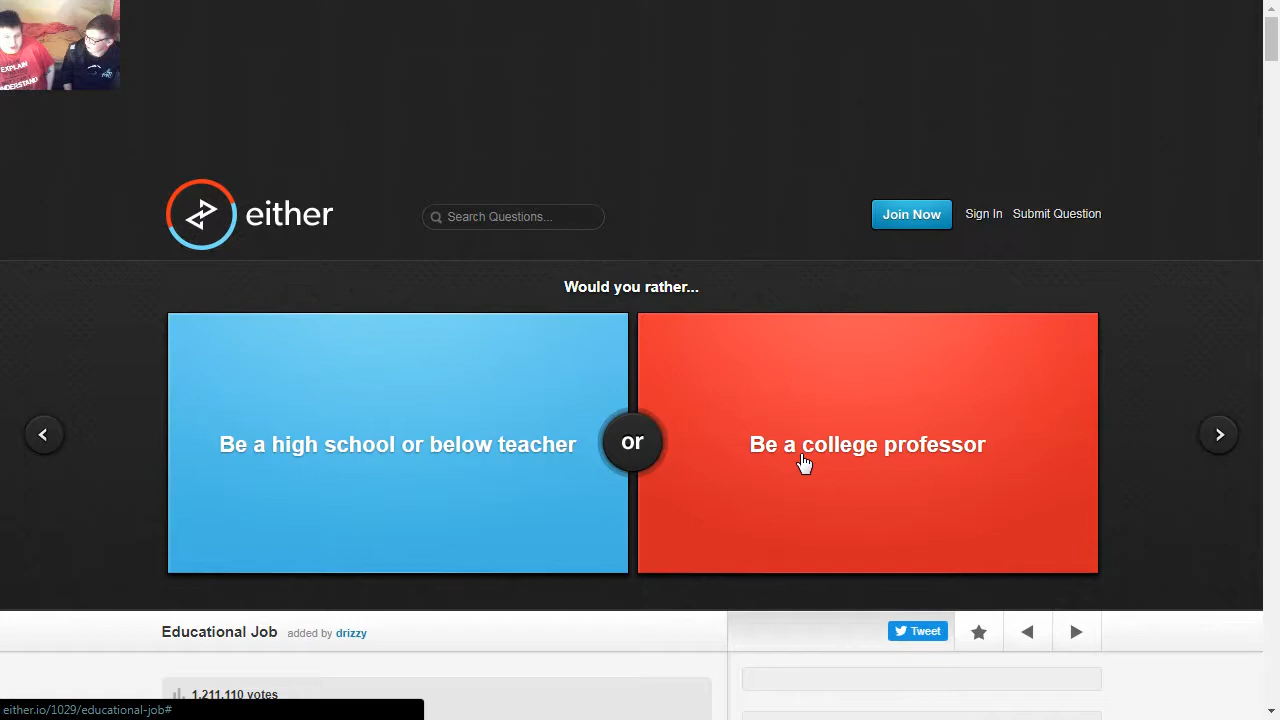 EXPLAIN
either
Search Questions...
Join Now
Sign In
Submit Question
Would you rather...
Be a high school or below teacher
or
Be a college professor
Educational Job
added by drizzy
Tweet
1,211,110 votes
either.io/1029/educational-job#